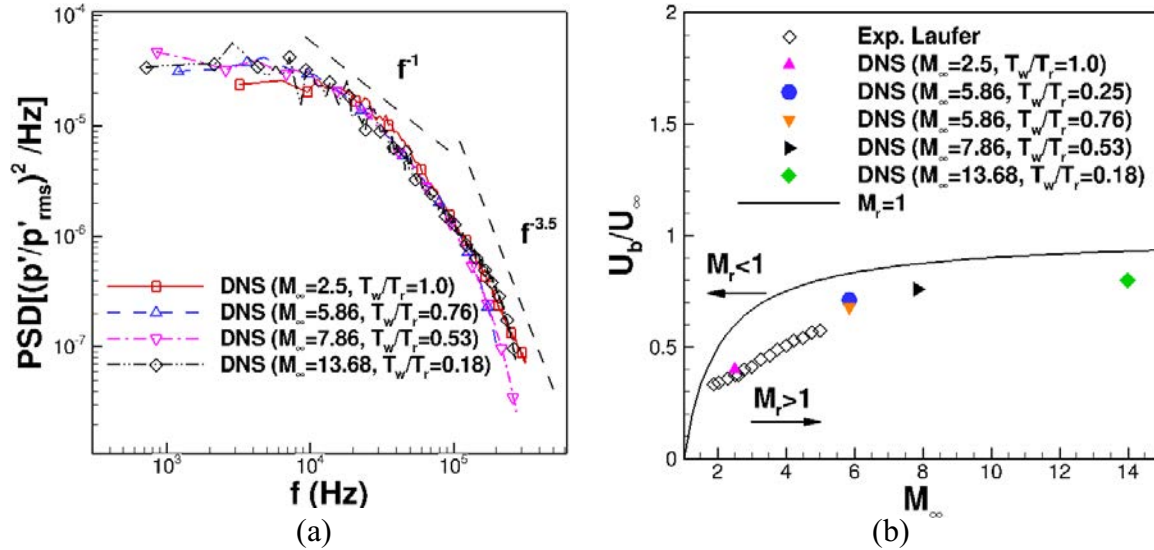 10⁻⁴
10⁻⁵
10⁻⁶
10⁻⁷
PSD[(p'/p'rms)² /Hz]
f⁻¹
f⁻³·⁵
DNS (M∞=2.5, Tw/Tr=1.0)
DNS (M∞=5.86, Tw/Tr=0.76)
DNS (M∞=7.86, Tw/Tr=0.53)
DNS (M∞=13.68, Tw/Tr=0.18)
10³ 10⁴ 10⁵
f (Hz)
(a)
2
1.5
1
0.5
0
Ub/U∞
Exp. Laufer
DNS (M∞=2.5, Tw/Tr=1.0)
DNS (M∞=5.86, Tw/Tr=0.25)
DNS (M∞=5.86, Tw/Tr=0.76)
DNS (M∞=7.86, Tw/Tr=0.53)
DNS (M∞=13.68, Tw/Tr=0.18)
Mr=1
Mr<1
Mr>1
2 4 6 8 10 12 14
M∞
(b)